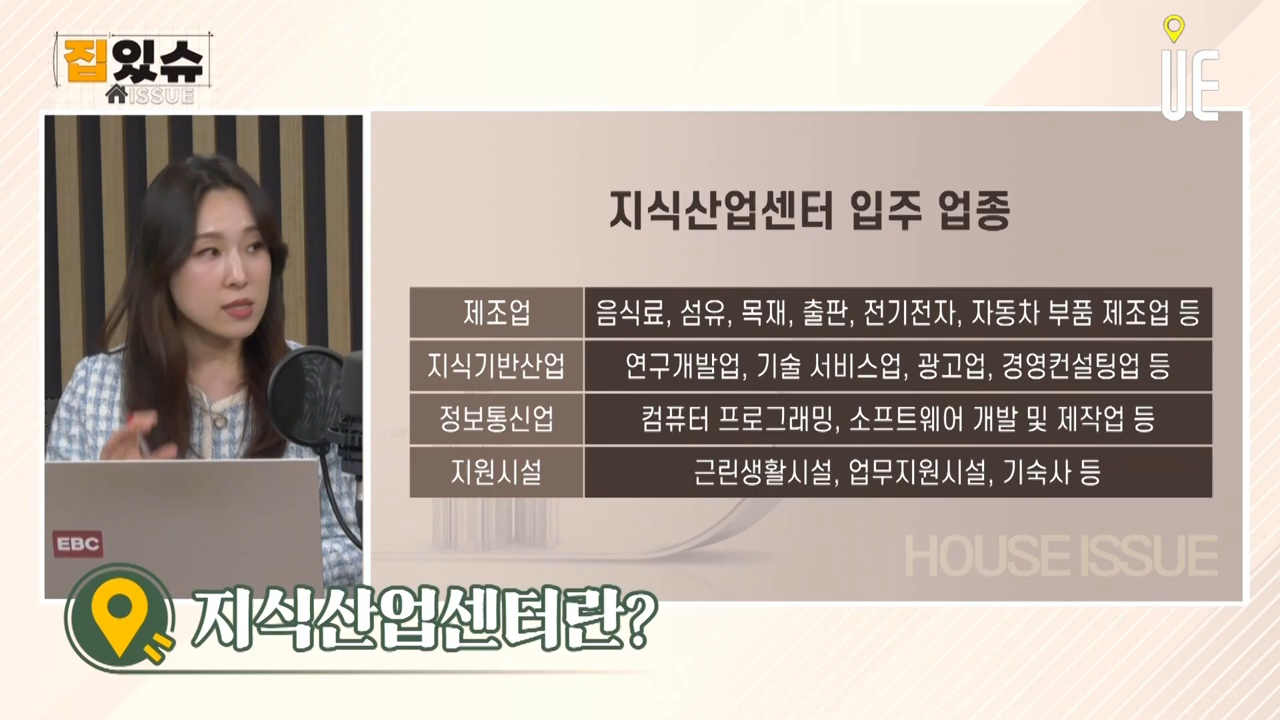 집있슈
ISSUE
UE
지식산업센터 입주 업종
제조업 음식료, 섬유, 목재, 출판, 전기전자, 자동차 부품 제조업 등
지식기반산업 연구개발업, 기술 서비스업, 광고업, 경영컨설팅업 등
정보통신업 컴퓨터 프로그래밍, 소프트웨어 개발 및 제작업 등
지원시설 근린생활시설, 업무지원시설, 기숙사 등
HOUSE ISSUE
EBC
지식산업센터란?